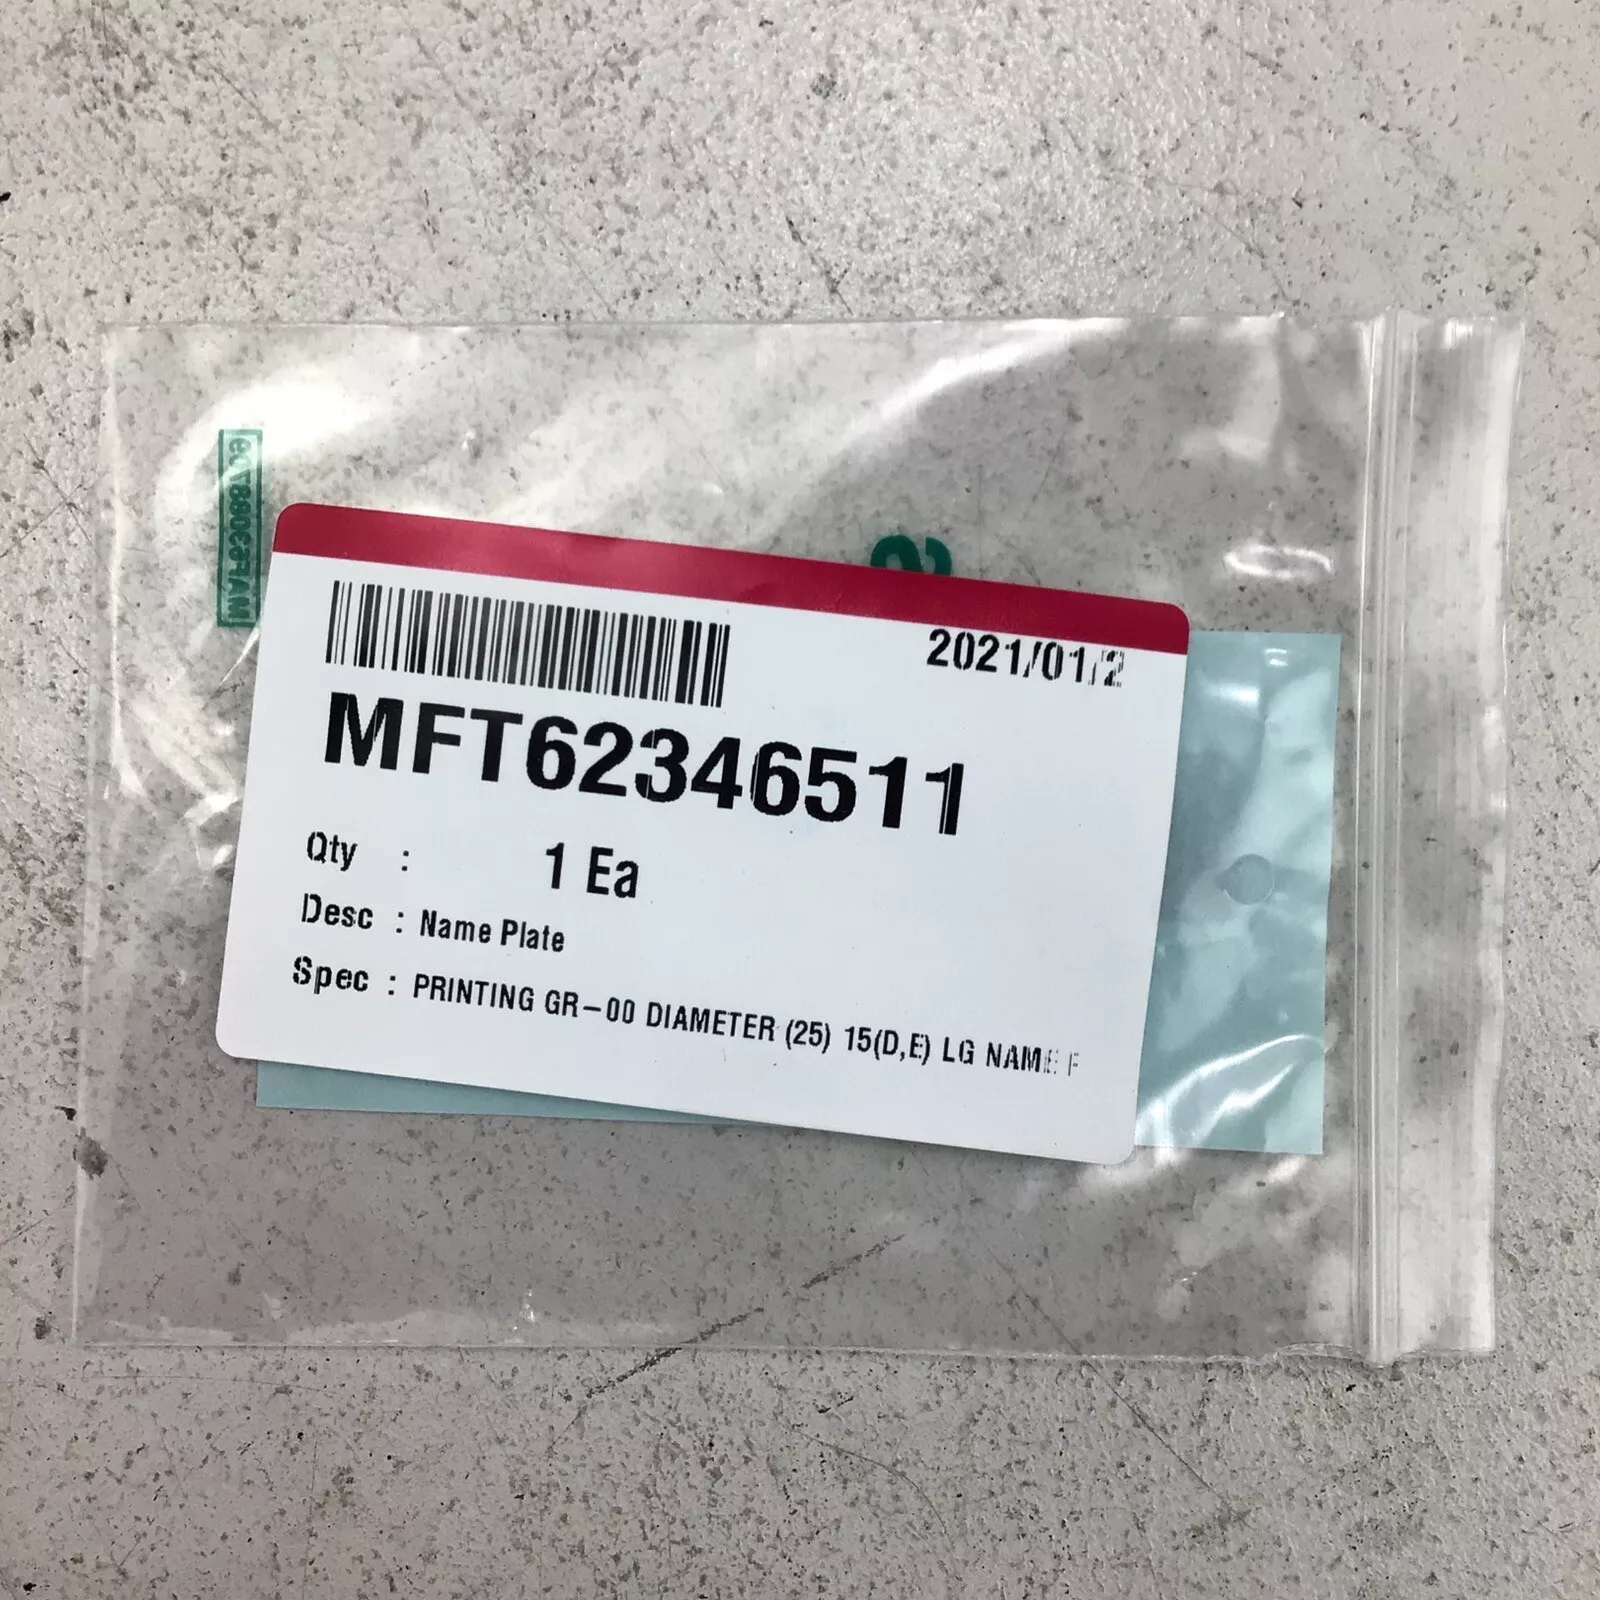 2021/01/2
MFT62346511
Qty : 1 Ea
Desc : Name Plate
Spec : PRINTING GR-00 DIAMETER (25) 15(D,E) LG NAME F